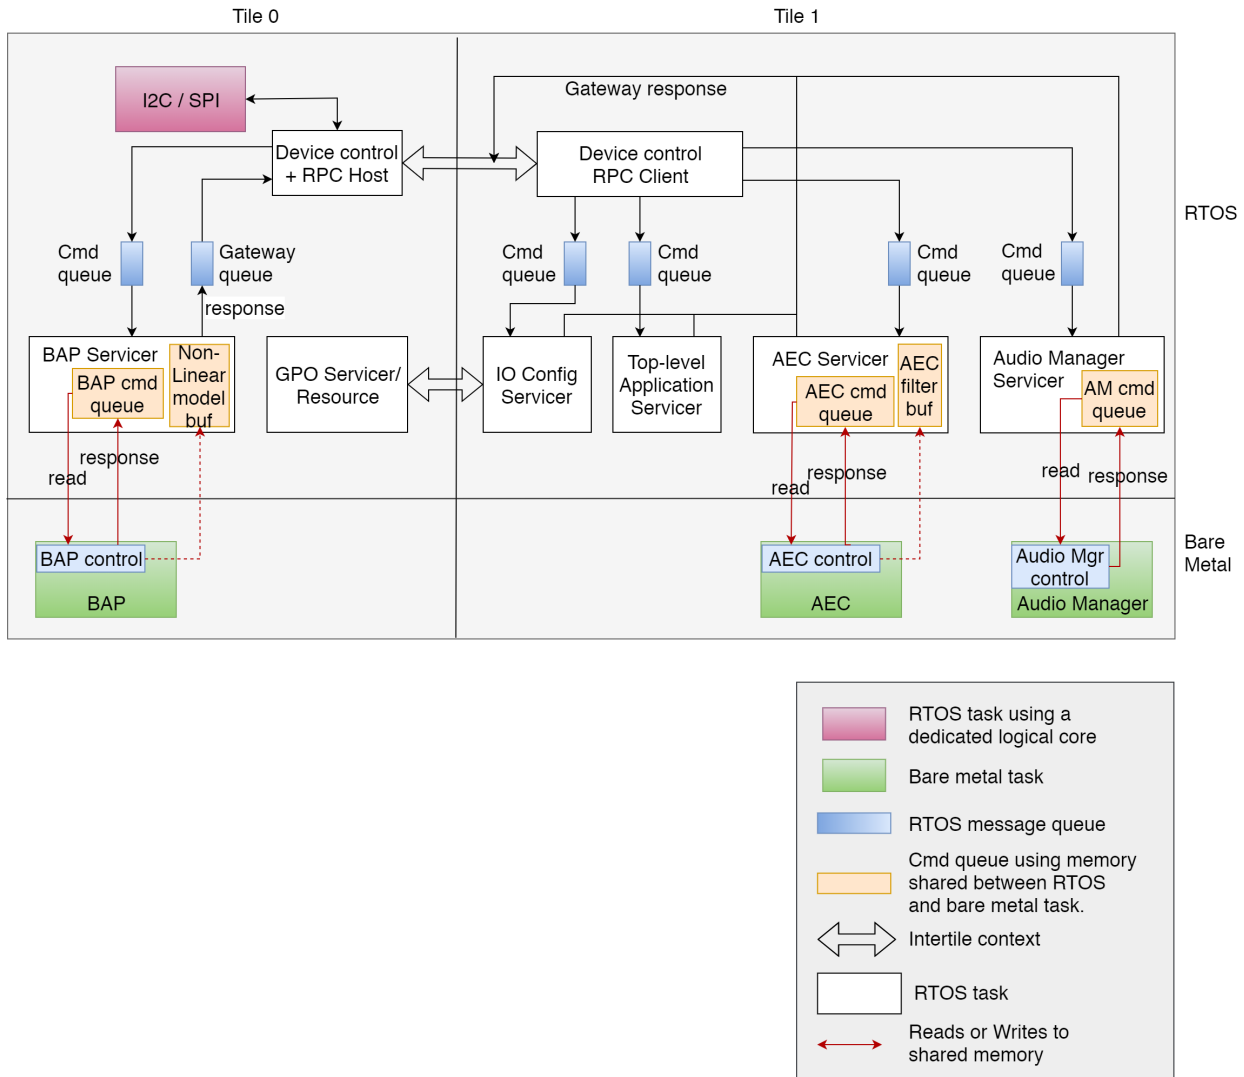 Tile 0
Tile 1
Gateway response
I2C / SPI
Device control
+ RPC Host
Device control
RPC Client
RTOS
Cmd
queue
Gateway
queue
Cmd
queue
Cmd
queue
Cmd
queue
Cmd
queue
response
BAP Servicer
Non-
Linear
model
buf
BAP cmd
queue
GPO Servicer/
Resource
IO Config
Servicer
Top-level
Application
Servicer
AEC Servicer
AEC
filter
buf
AEC cmd
queue
Audio Manager
Servicer
AM cmd
queue
response
read
response
read
read
response
Bare
Metal
BAP control
BAP
AEC control
AEC
Audio Mgr
control
Audio Manager
RTOS task using a
dedicated logical core
Bare metal task
RTOS message queue
Cmd queue using memory
shared between RTOS
and bare metal task.
Intertile context
RTOS task
Reads or Writes to
shared memory